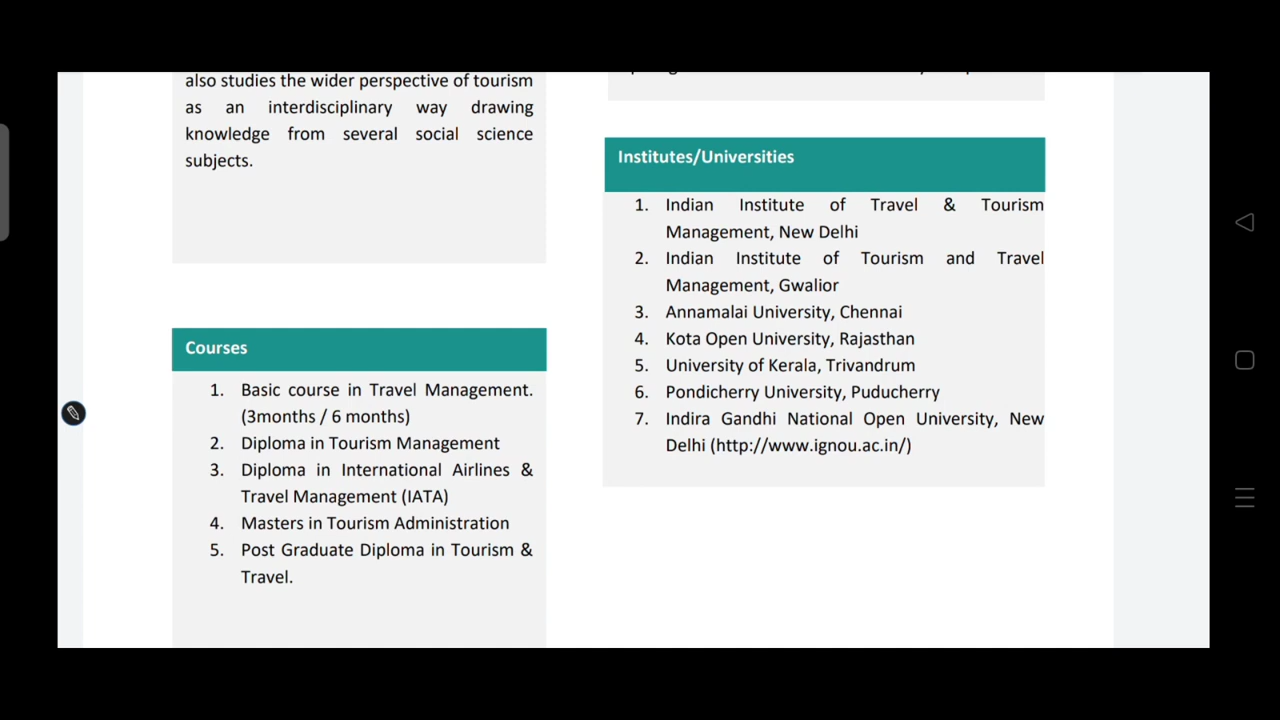 also studies the wider perspective of tourism
as an interdisciplinary way drawing
knowledge from several social science
subjects.
Courses
1. Basic course in Travel Management.
(3months / 6 months)
2. Diploma in Tourism Management
3. Diploma in International Airlines &
Travel Management (IATA)
4. Masters in Tourism Administration
5. Post Graduate Diploma in Tourism &
Travel.
Institutes/Universities
1. Indian Institute of Travel & Tourism
Management, New Delhi
2. Indian Institute of Tourism and Travel
Management, Gwalior
3. Annamalai University, Chennai
4. Kota Open University, Rajasthan
5. University of Kerala, Trivandrum
6. Pondicherry University, Puducherry
7. Indira Gandhi National Open University, New
Delhi (http://www.ignou.ac.in/)